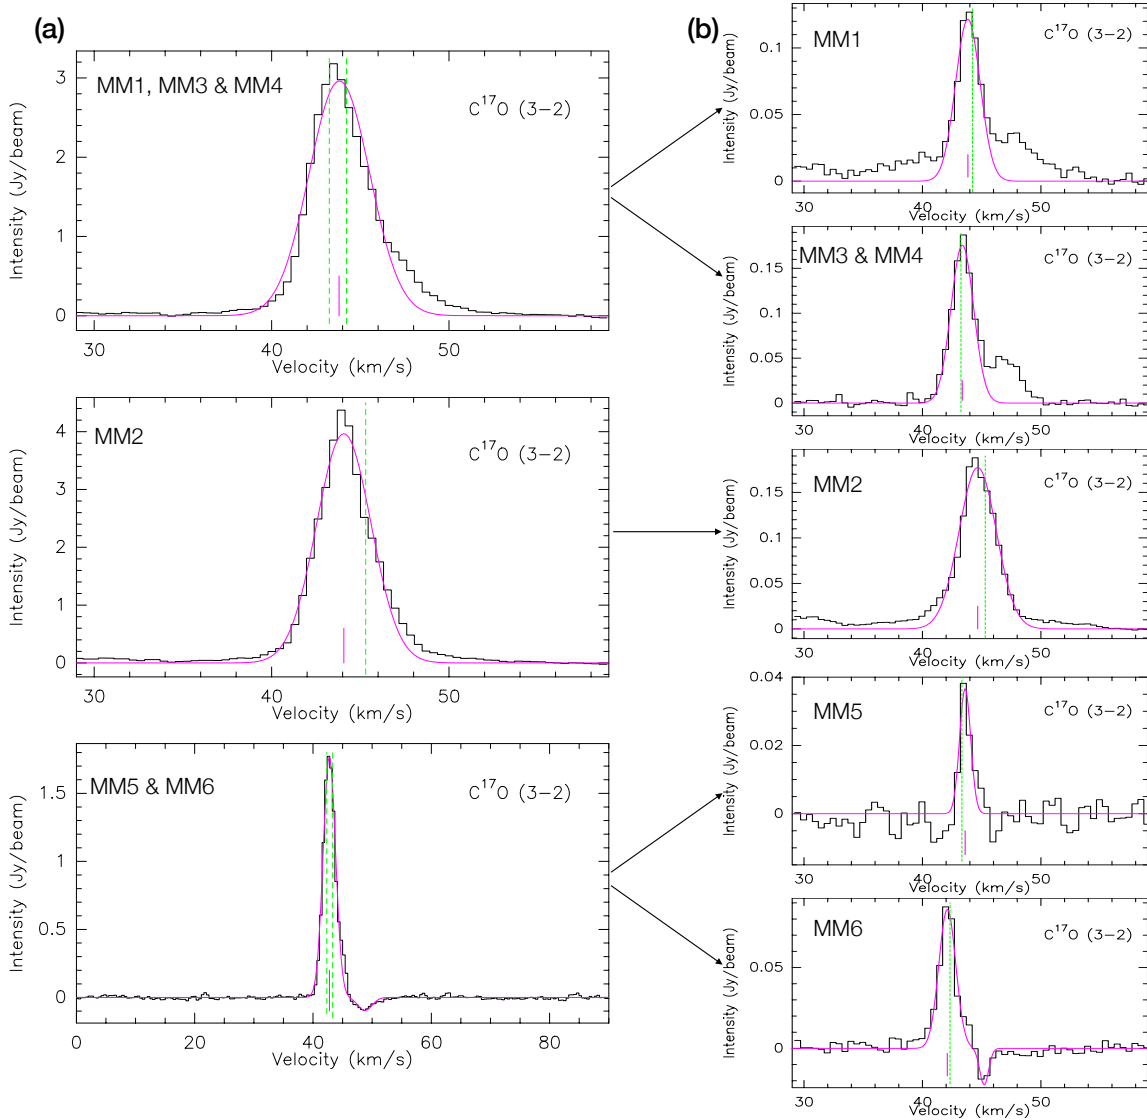 (a)
MM1, MM3 & MM4
C¹⁷O (3−2)
Intensity (Jy/beam)
3
2
1
0
30 40 50
Velocity (km/s)
MM2
C¹⁷O (3−2)
Intensity (Jy/beam)
4
3
2
1
0
30 40 50
Velocity (km/s)
MM5 & MM6
C¹⁷O (3−2)
Intensity (Jy/beam)
1.5
1
0.5
0
0 20 40 60 80
Velocity (km/s)
(b)
MM1
C¹⁷O (3−2)
Intensity (Jy/beam)
0.1
0.05
0
30 40 50
Velocity (km/s)
MM3 & MM4
C¹⁷O (3−2)
Intensity (Jy/beam)
0.15
0.1
0.05
0
30 40 50
Velocity (km/s)
MM2
C¹⁷O (3−2)
Intensity (Jy/beam)
0.15
0.1
0.05
0
30 40 50
Velocity (km/s)
MM5
C¹⁷O (3−2)
Intensity (Jy/beam)
0.04
0.02
0
30 40 50
Velocity (km/s)
MM6
C¹⁷O (3−2)
Intensity (Jy/beam)
0.05
0
30 40 50
Velocity (km/s)